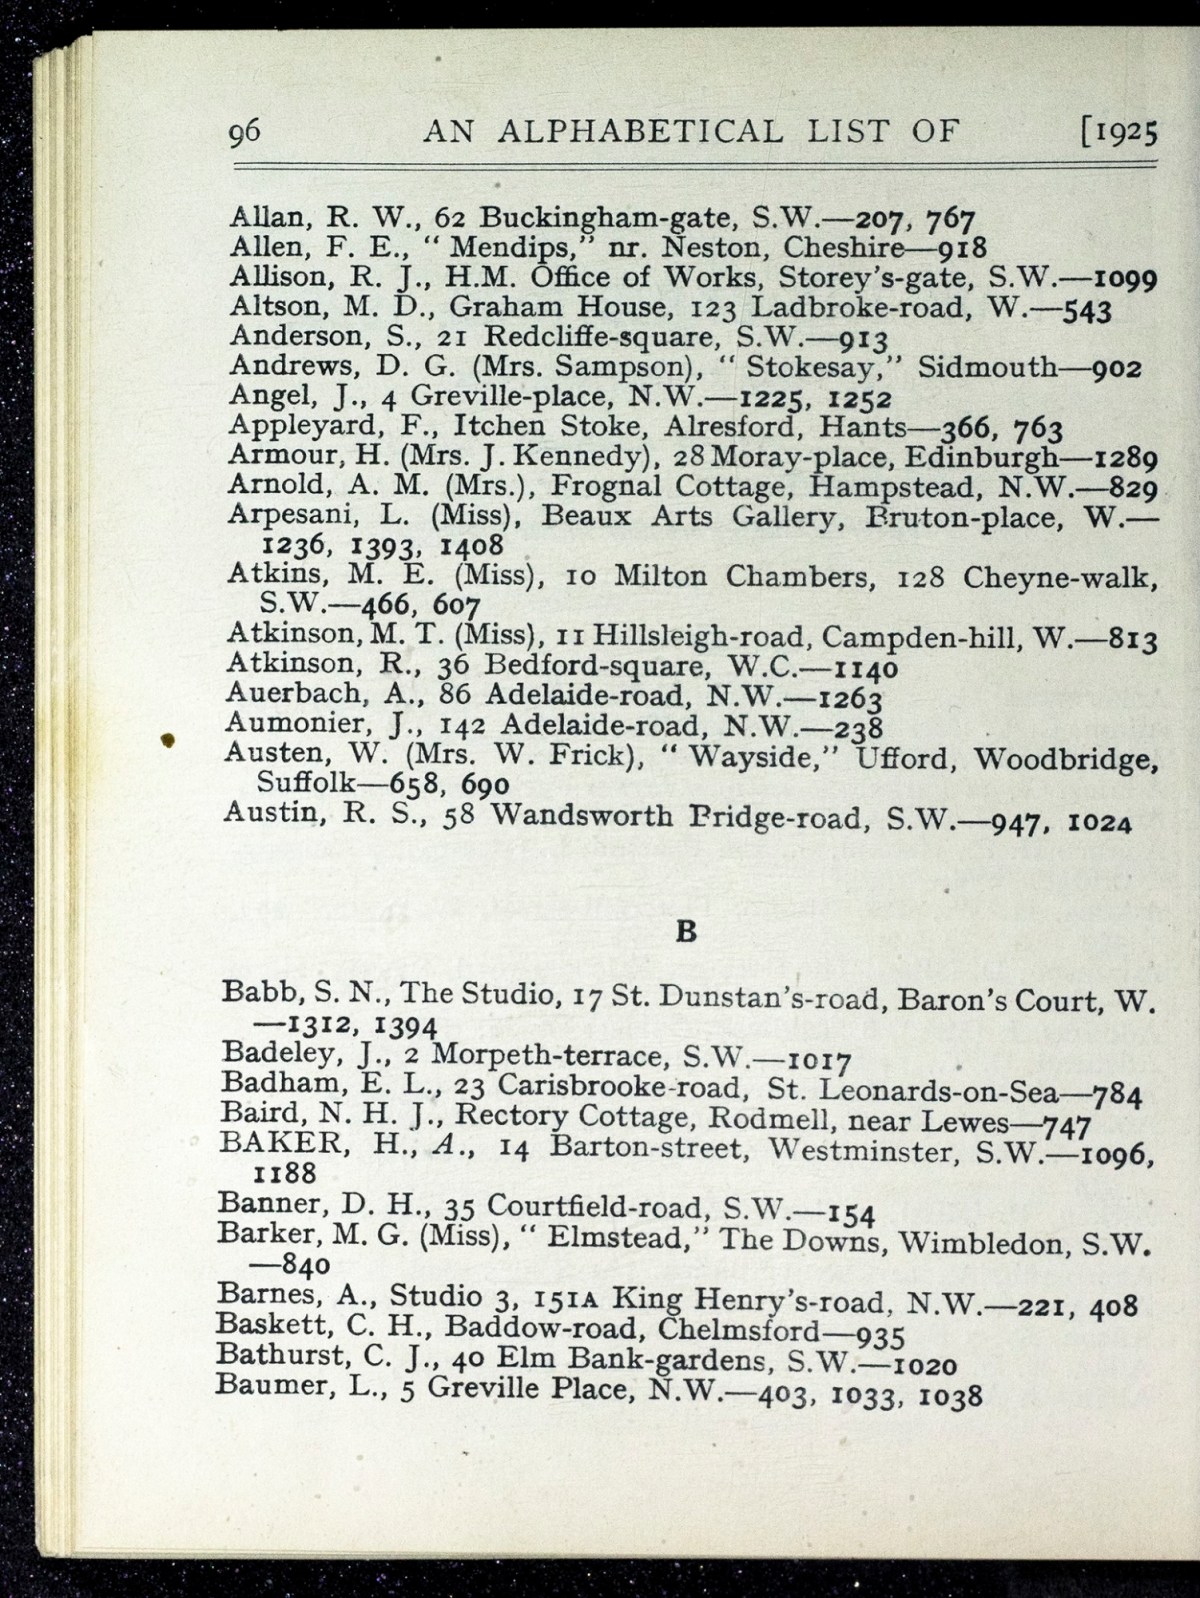 96 AN ALPHABETICAL LIST OF [1925
Allan, R. W., 62 Buckingham-gate, S.W.—207, 767
Allen, F. E., “ Mendips,” nr. Neston, Cheshire—918
Allison, R. J., H.M. Office of Works, Storey’s-gate, S.W.—1099
Altson, M. D., Graham House, 123 Ladbroke-road, W.—543
Anderson, S., 21 Redcliffe-square, S.W.—913
Andrews, D. G. (Mrs. Sampson), “ Stokesay,” Sidmouth—902
Angel, J., 4 Greville-place, N.W.—1225, 1252
Appleyard, F., Itchen Stoke, Alresford, Hants—366, 763
Armour, H. (Mrs. J. Kennedy), 28 Moray-place, Edinburgh—1289
Arnold, A. M. (Mrs.), Frognal Cottage, Hampstead, N.W.—829
Arpesani, L. (Miss), Beaux Arts Gallery, Bruton-place, W.—
1236, 1393, 1408
Atkins, M. E. (Miss), 10 Milton Chambers, 128 Cheyne-walk,
S.W.—466, 607
Atkinson, M. T. (Miss), 11 Hillsleigh-road, Campden-hill, W.—813
Atkinson, R., 36 Bedford-square, W.C.—1140
Auerbach, A., 86 Adelaide-road, N.W.—1263
Aumonier, J., 142 Adelaide-road, N.W.—238
Austen, W. (Mrs. W. Frick), “ Wayside,” Ufford, Woodbridge,
Suffolk—658, 690
Austin, R. S., 58 Wandsworth Bridge-road, S.W.—947, 1024
B
Babb, S. N., The Studio, 17 St. Dunstan’s-road, Baron’s Court, W.
—1312, 1394
Badeley, J., 2 Morpeth-terrace, S.W.—1017
Badham, E. L., 23 Carisbrooke-road, St. Leonards-on-Sea—784
Baird, N. H. J., Rectory Cottage, Rodmell, near Lewes—747
BAKER, H., A., 14 Barton-street, Westminster, S.W.—1096,
1188
Banner, D. H., 35 Courtfield-road, S.W.—154
Barker, M. G. (Miss), “ Elmstead,” The Downs, Wimbledon, S.W.
—840
Barnes, A., Studio 3, 151A King Henry’s-road, N.W.—221, 408
Baskett, C. H., Baddow-road, Chelmsford—935
Bathurst, C. J., 40 Elm Bank-gardens, S.W.—1020
Baumer, L., 5 Greville Place, N.W.—403, 1033, 1038